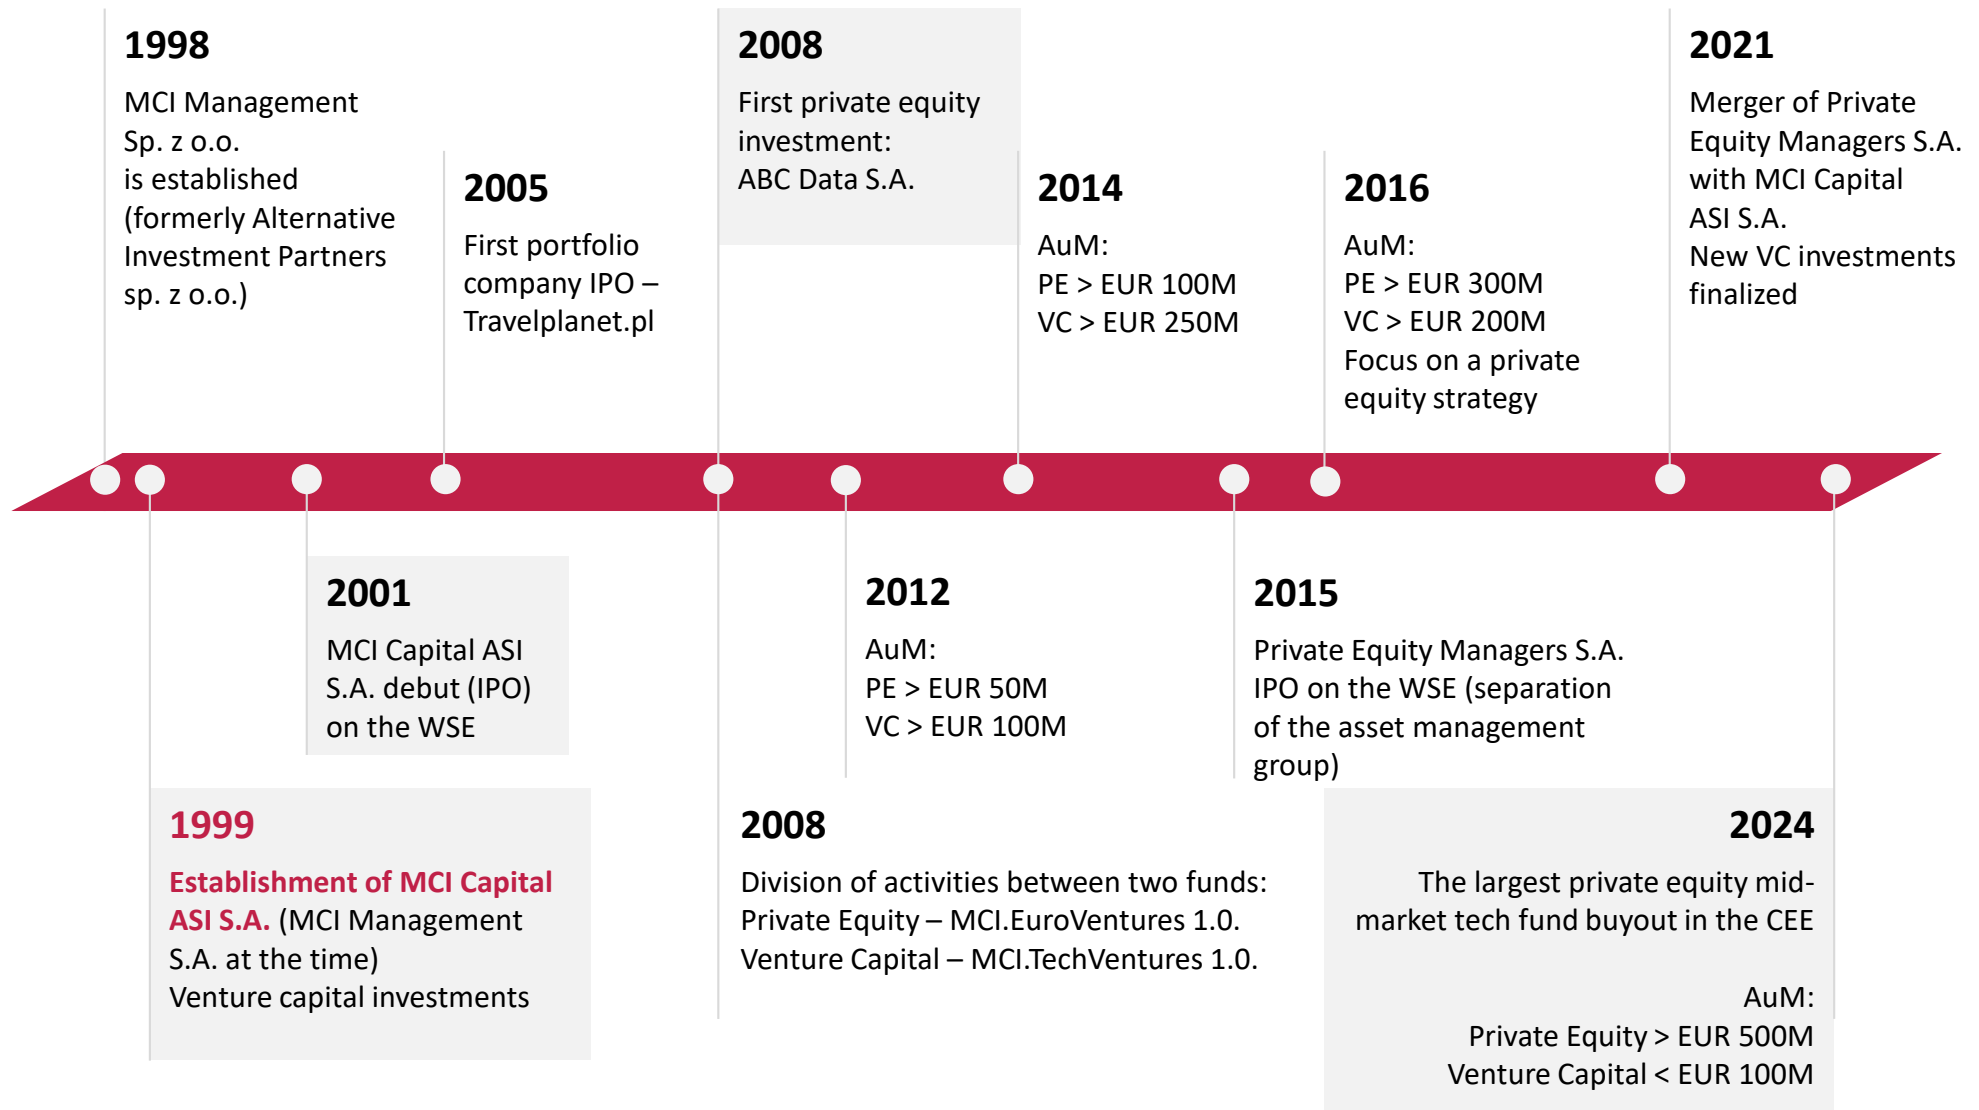 1998
MCI Management
Sp. z o.o.
is established
(formerly Alternative
Investment Partners
sp. z o.o.)
2005
First portfolio
company IPO –
Travelplanet.pl
2008
First private equity
investment:
ABC Data S.A.
2014
AuM:
PE > EUR 100M
VC > EUR 250M
2016
AuM:
PE > EUR 300M
VC > EUR 200M
Focus on a private
equity strategy
2021
Merger of Private
Equity Managers S.A.
with MCI Capital
ASI S.A.
New VC investments
finalized
2001
MCI Capital ASI
S.A. debut (IPO)
on the WSE
1999
Establishment of MCI Capital
ASI S.A. (MCI Management
S.A. at the time)
Venture capital investments
2012
AuM:
PE > EUR 50M
VC > EUR 100M
2008
Division of activities between two funds:
Private Equity – MCI.EuroVentures 1.0.
Venture Capital – MCI.TechVentures 1.0.
2015
Private Equity Managers S.A.
IPO on the WSE (separation
of the asset management
group)
2024
The largest private equity mid-
market tech fund buyout in the CEE
AuM:
Private Equity > EUR 500M
Venture Capital < EUR 100M